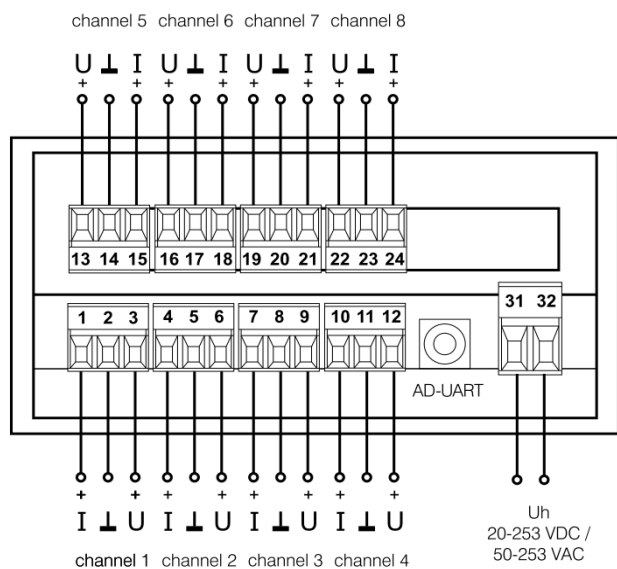 channel 5 channel 6 channel 7 channel 8
U ⊥ I U ⊥ I U ⊥ I U ⊥ I
+ + + + + + + +
13 14 15 16 17 18 19 20 21 22 23 24
31 32
1 2 3 4 5 6 7 8 9 10 11 12
AD-UART
+ + + + + + + +
I ⊥ U I ⊥ U I ⊥ U I ⊥ U
channel 1 channel 2 channel 3 channel 4
Uh
20-253 VDC /
50-253 VAC